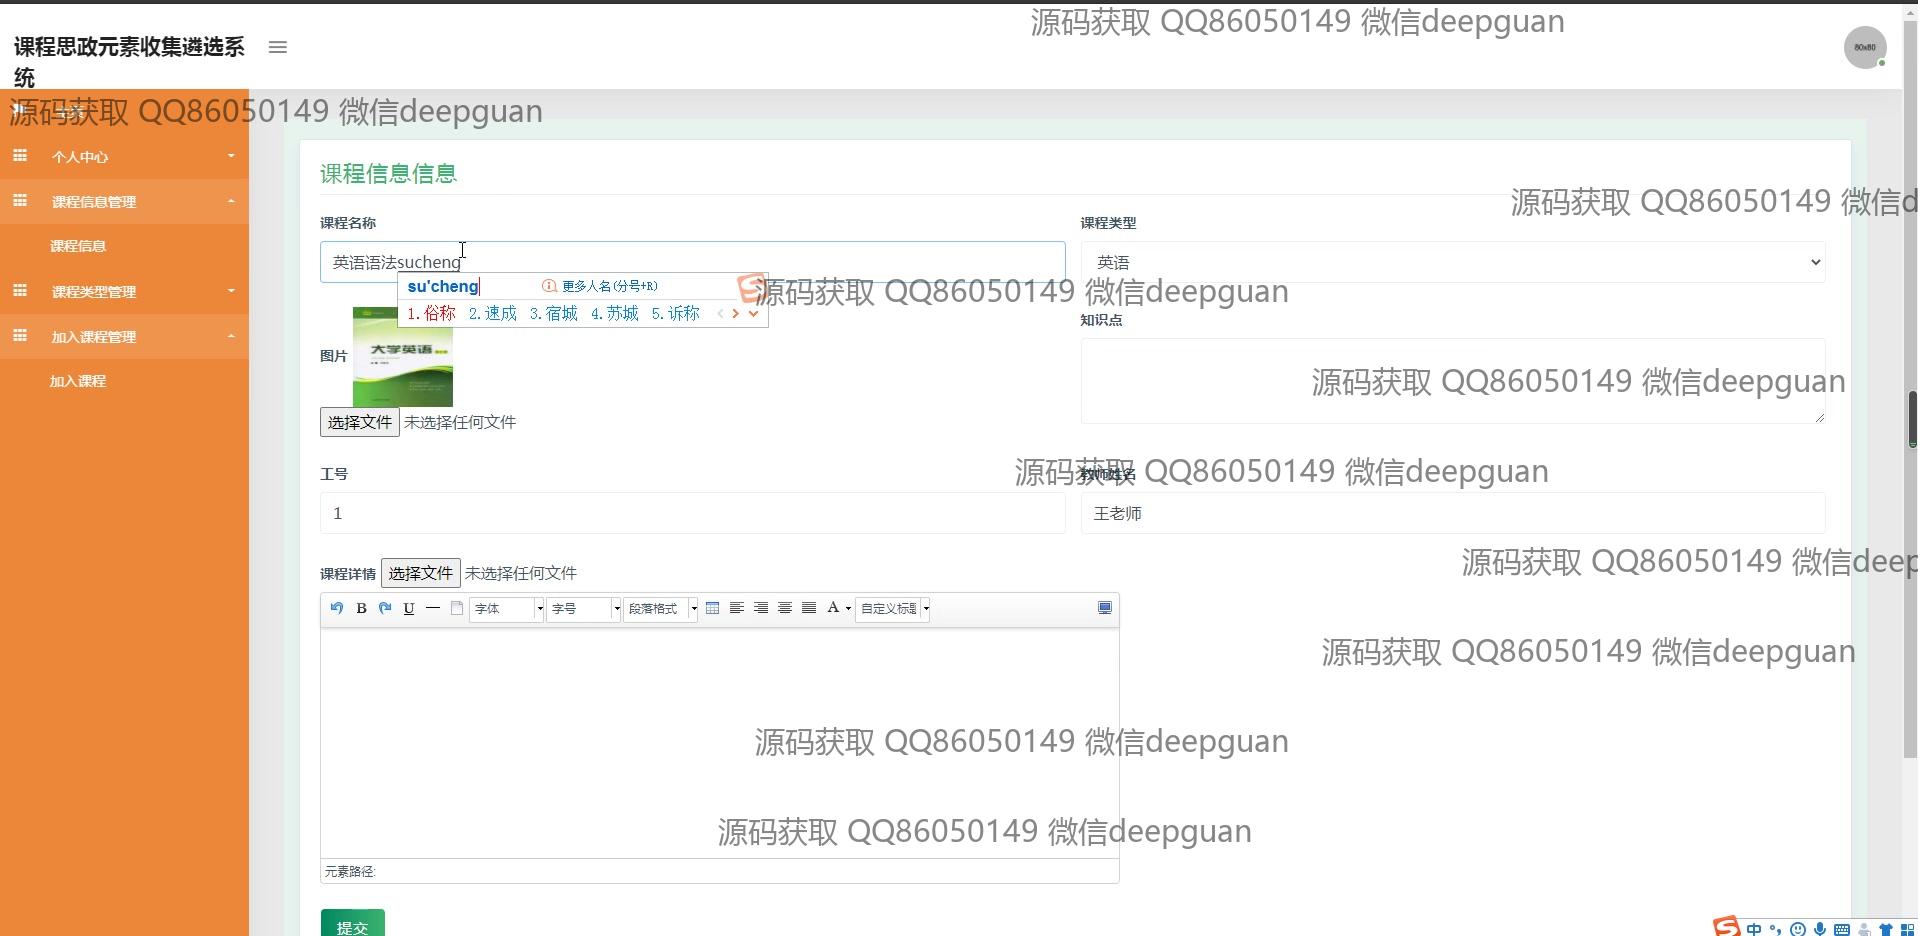 源码获取 QQ86050149 微信deepguan
课程思政元素收集遴选系
统
80x80
源码获取 QQ86050149 微信deepguan
个人中心
课程信息管理
课程信息
课程类型管理
加入课程管理
加入课程
课程信息信息
源码获取 QQ86050149 微信d
课程名称
课程类型
英语语法sucheng
英语
su'cheng
更多人名(分号+R)
源码获取 QQ86050149 微信deepguan
1.俗称 2.速成 3.宿城 4.苏城 5.诉称
知识点
图片
大学英语
源码获取 QQ86050149 微信deepguan
选择文件 未选择任何文件
工号
教师姓名
源码获取 QQ86050149 微信deepguan
1
王老师
源码获取 QQ86050149 微信deep
课程详情 选择文件 未选择任何文件
B U 字体 字号 段落格式 A 自定义标题
源码获取 QQ86050149 微信deepguan
源码获取 QQ86050149 微信deepguan
源码获取 QQ86050149 微信deepguan
元素路径:
提交
中